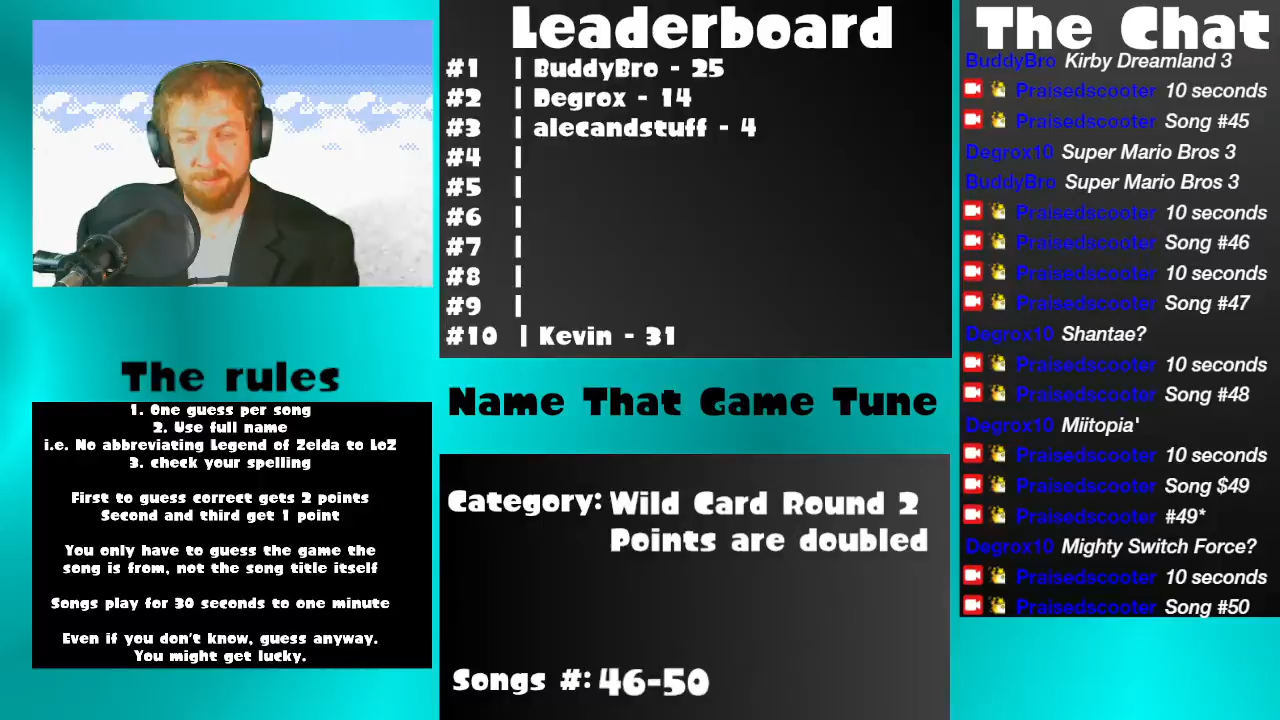 Leaderboard
#1 | BuddyBro - 25
#2 | Degrox - 14
#3 | alecandstuff - 4
#4 |
#5 |
#6 |
#7 |
#8 |
#9 |
#10 | Kevin - 31
The rules
1. One guess per song
2. Use full name
i.e. No abbreviating Legend of Zelda to LoZ
3. check your spelling
First to guess correct gets 2 points
Second and third get 1 point
You only have to guess the game the
song is from, not the song title itself
Songs play for 30 seconds to one minute
Even if you don't know, guess anyway.
You might get lucky.
Name That Game Tune
Category: Wild Card Round 2
Points are doubled
Songs #: 46-50
The Chat
BuddyBro Kirby Dreamland 3
Praisedscooter 10 seconds
Praisedscooter Song #45
Degrox10 Super Mario Bros 3
BuddyBro Super Mario Bros 3
Praisedscooter 10 seconds
Praisedscooter Song #46
Praisedscooter 10 seconds
Praisedscooter Song #47
Degrox10 Shantae?
Praisedscooter 10 seconds
Praisedscooter Song #48
Degrox10 Miitopia'
Praisedscooter 10 seconds
Praisedscooter Song $49
Praisedscooter #49*
Degrox10 Mighty Switch Force?
Praisedscooter 10 seconds
Praisedscooter Song #50